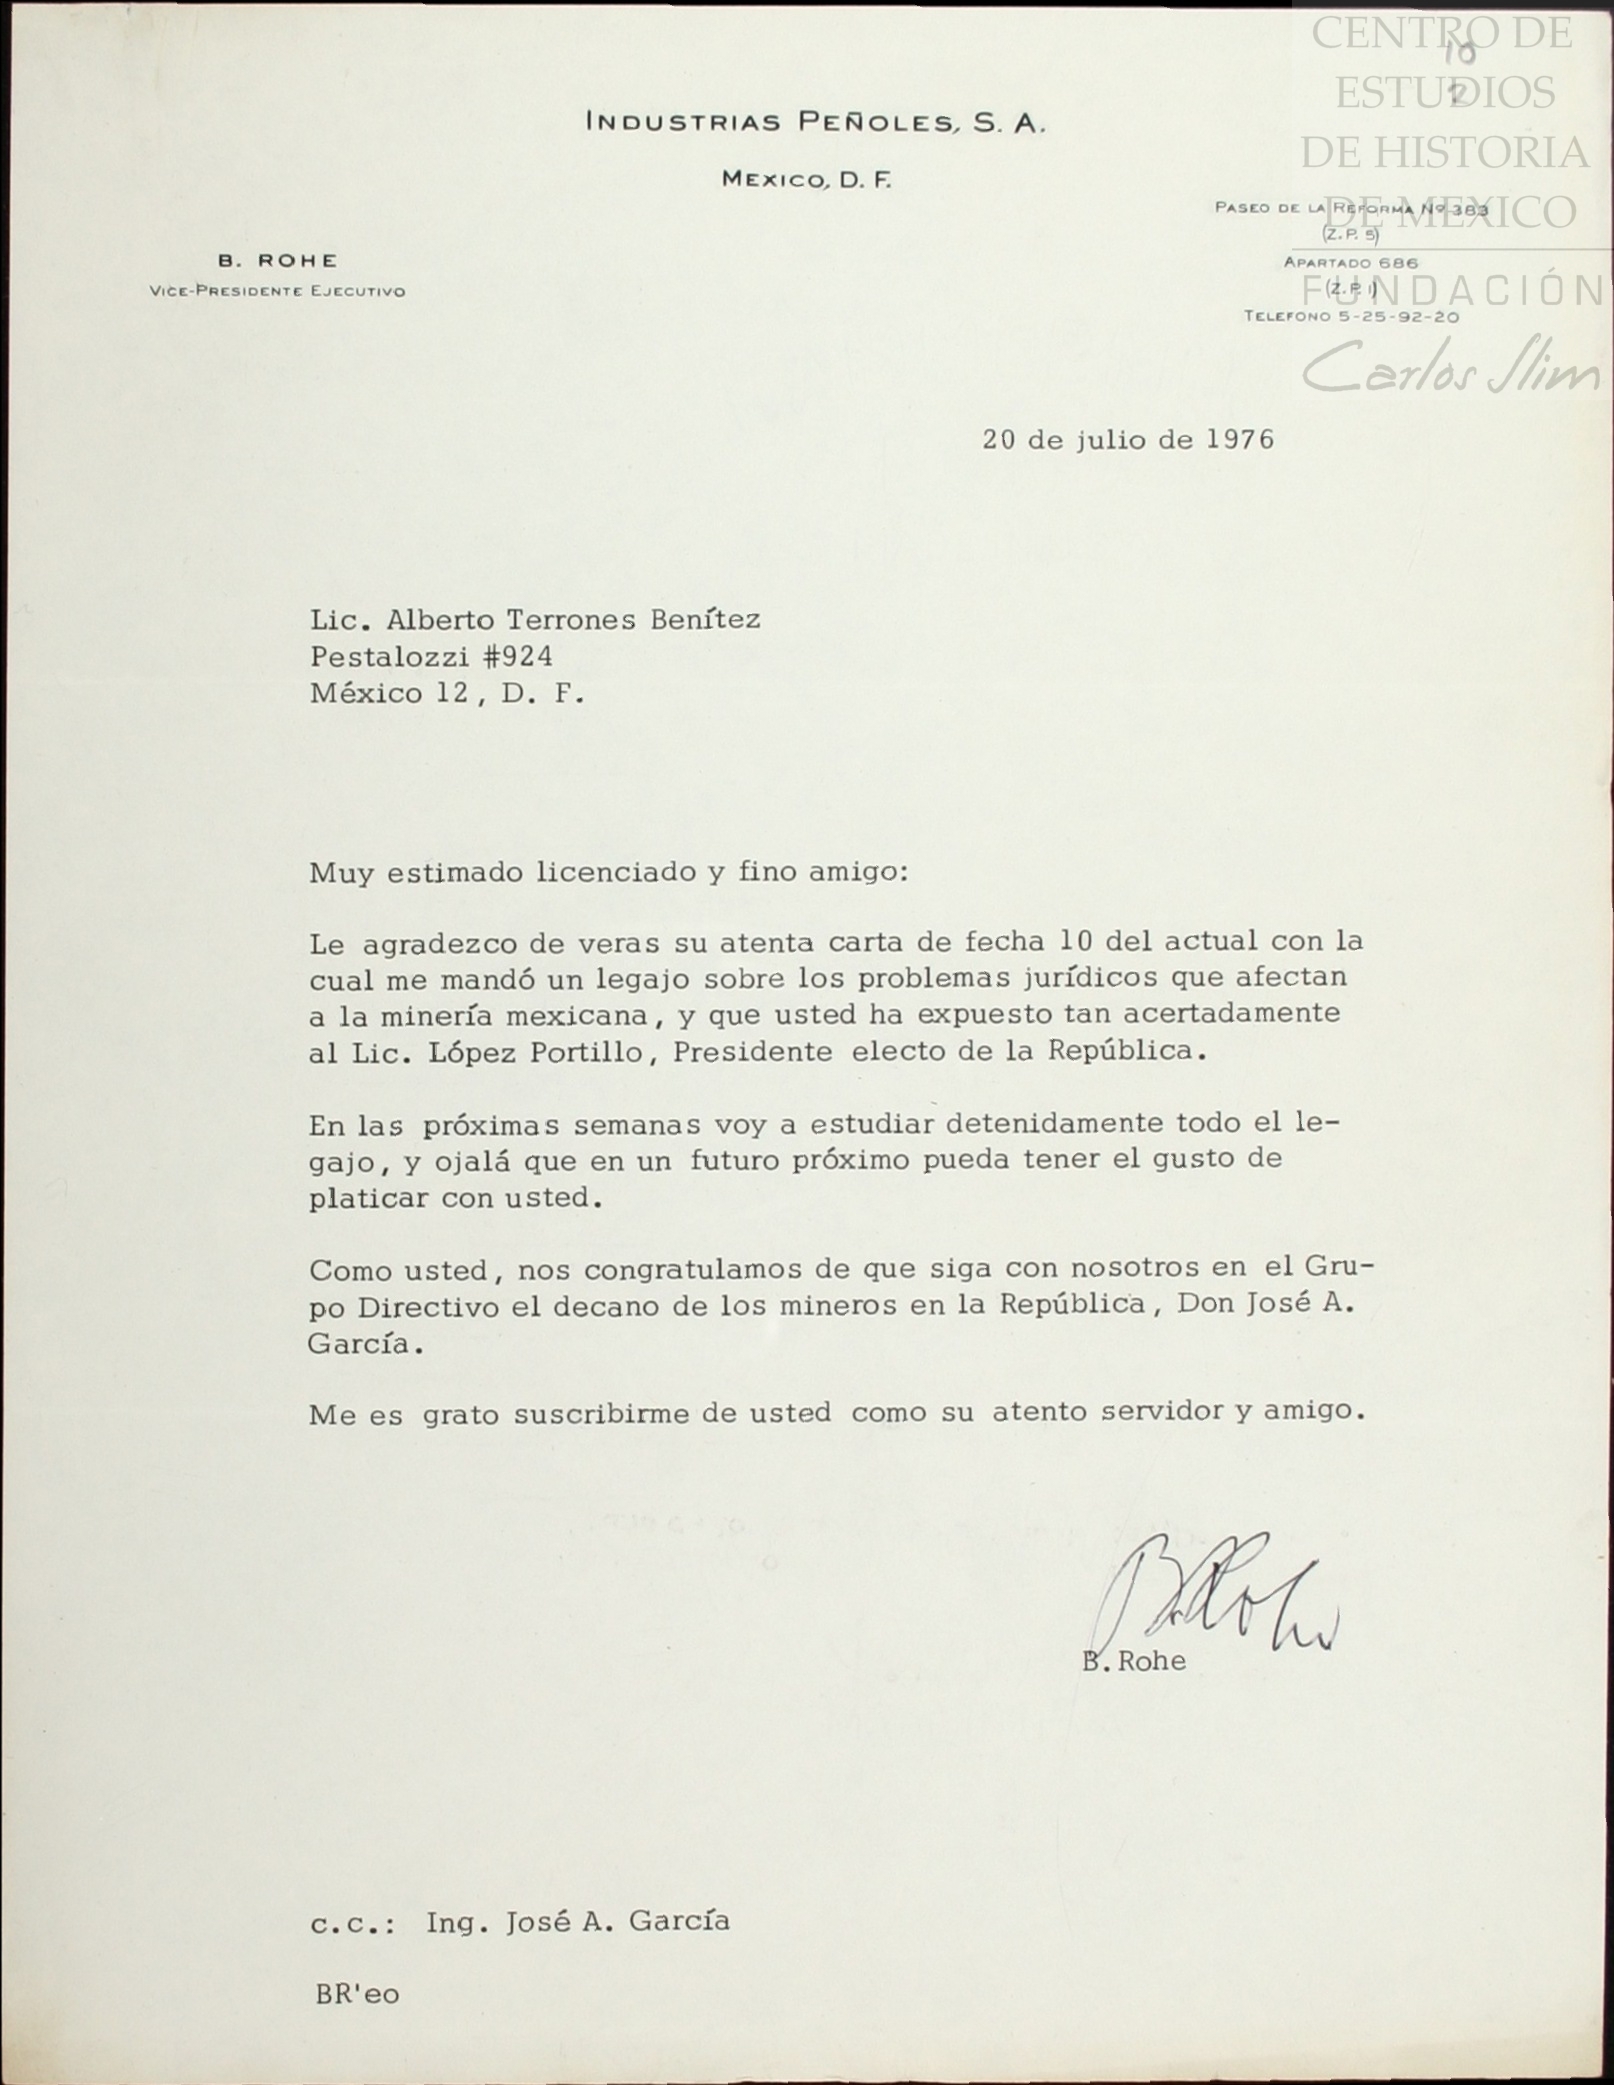 CENTRO DE
10
ESTUDIOS
2
DE HISTORIA
DE MEXICO
FUNDACIÓN
Carlos Slim
INDUSTRIAS PEÑOLES, S. A.
MEXICO, D. F.
PASEO DE LA REFORMA Nº 383
(Z. P. 5)
APARTADO 686
(Z. P. 1)
TELEFONO 5-25-92-20
B. ROHE
VICE-PRESIDENTE EJECUTIVO
20 de julio de 1976
Lic. Alberto Terrones Benítez
Pestalozzi #924
México 12, D. F.
Muy estimado licenciado y fino amigo:
Le agradezco de veras su atenta carta de fecha 10 del actual con la
cual me mandó un legajo sobre los problemas jurídicos que afectan
a la minería mexicana, y que usted ha expuesto tan acertadamente
al Lic. López Portillo, Presidente electo de la República.
En las próximas semanas voy a estudiar detenidamente todo el le-
gajo, y ojalá que en un futuro próximo pueda tener el gusto de
platicar con usted.
Como usted, nos congratulamos de que siga con nosotros en el Gru-
po Directivo el decano de los mineros en la República, Don José A.
García.
Me es grato suscribirme de usted como su atento servidor y amigo.
B Rohe
B. Rohe
c.c.: Ing. José A. García
BR'eo